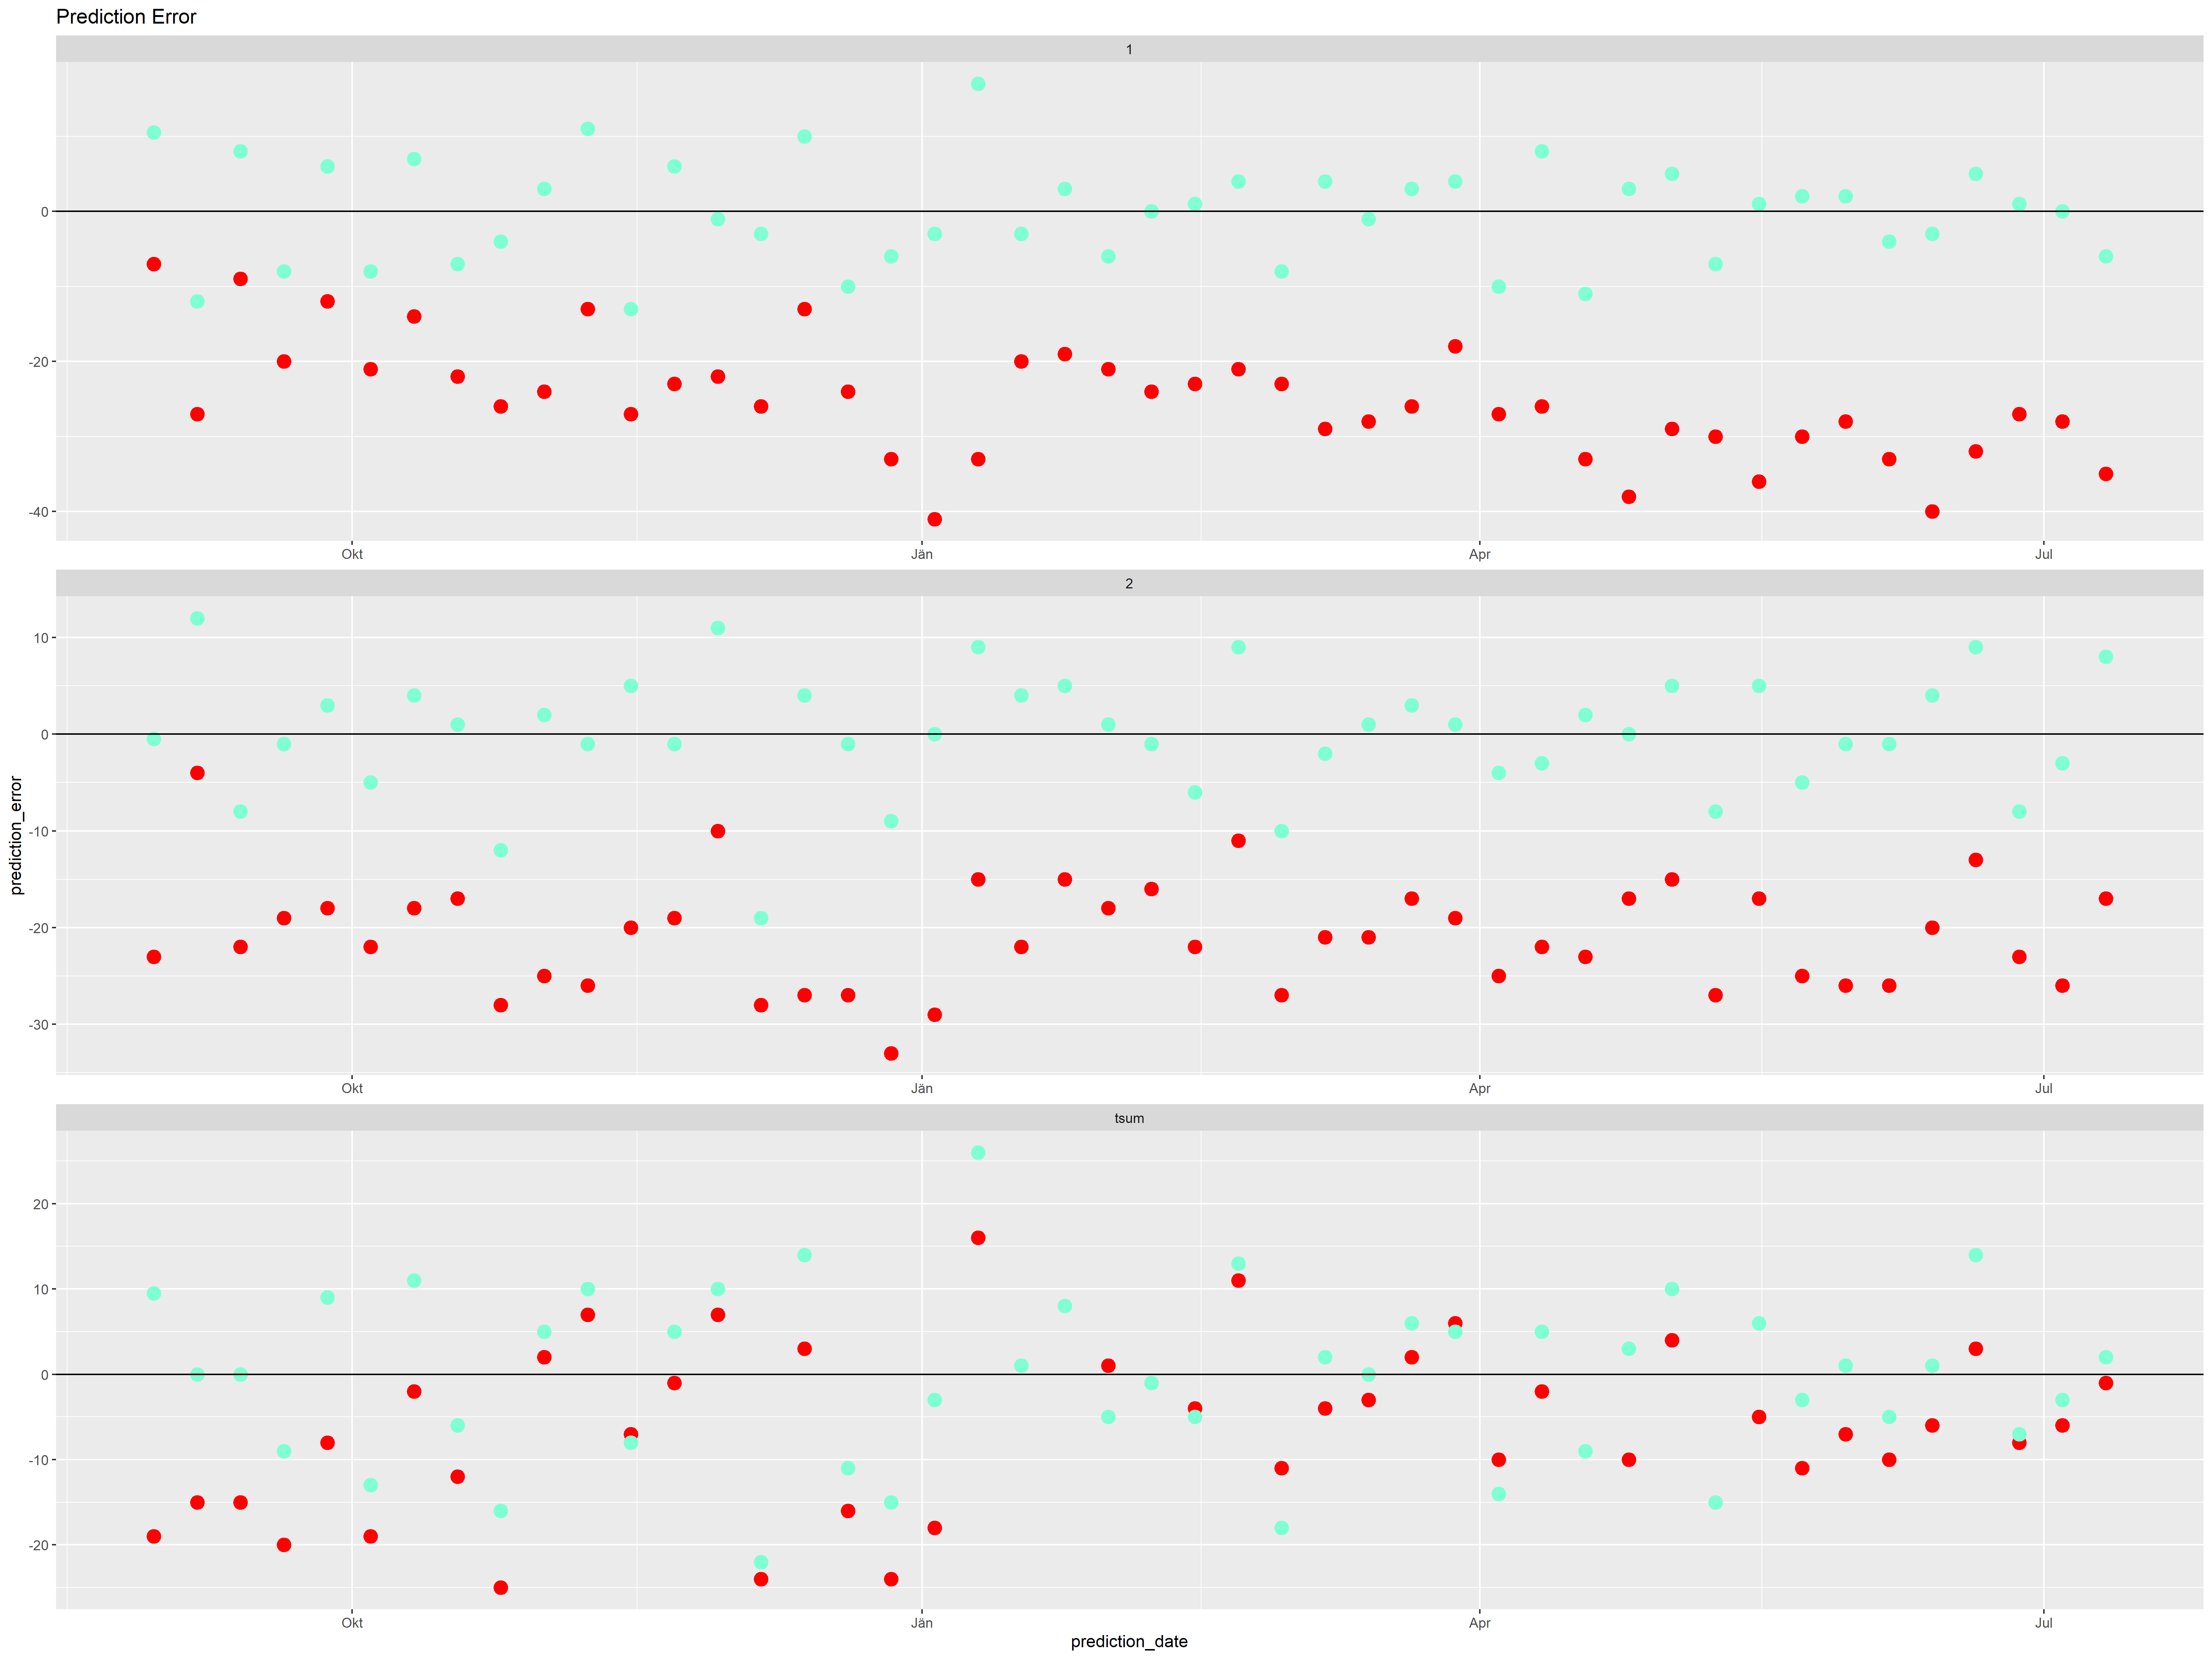 Prediction Error
1
0
-20
-40
Okt Jän Apr Jul
2
10
0
-10
-20
-30
Okt Jän Apr Jul
prediction_error
tsum
20
10
0
-10
-20
Okt Jän Apr Jul
prediction_date